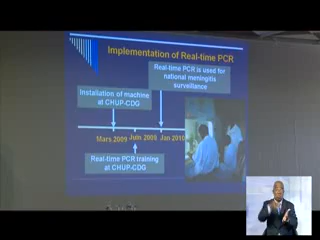 Implementation of Real-time PCR
Real-time PCR is used for
national meningitis
surveillance
Installation of machine
at CHUP-CDG
Mars 2009
Juin 2009
Jan 2010
Real-time PCR training
at CHUP-CDG